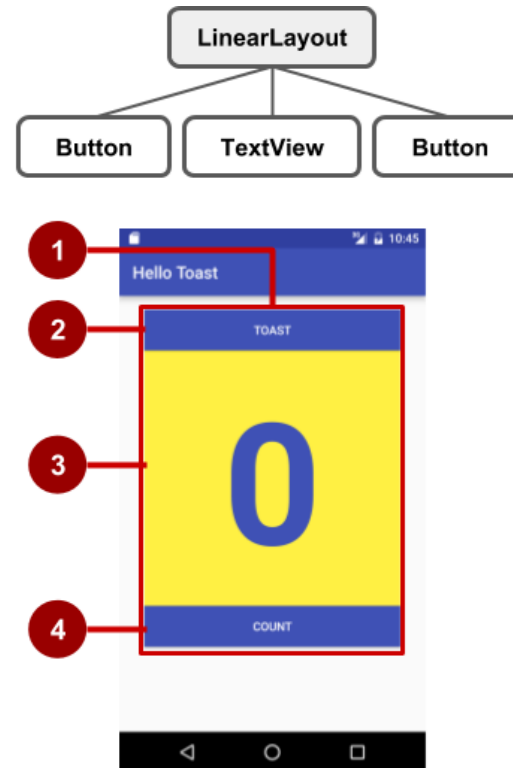 LinearLayout
Button TextView Button
1
10:45
Hello Toast
2
TOAST
3
0
4
COUNT